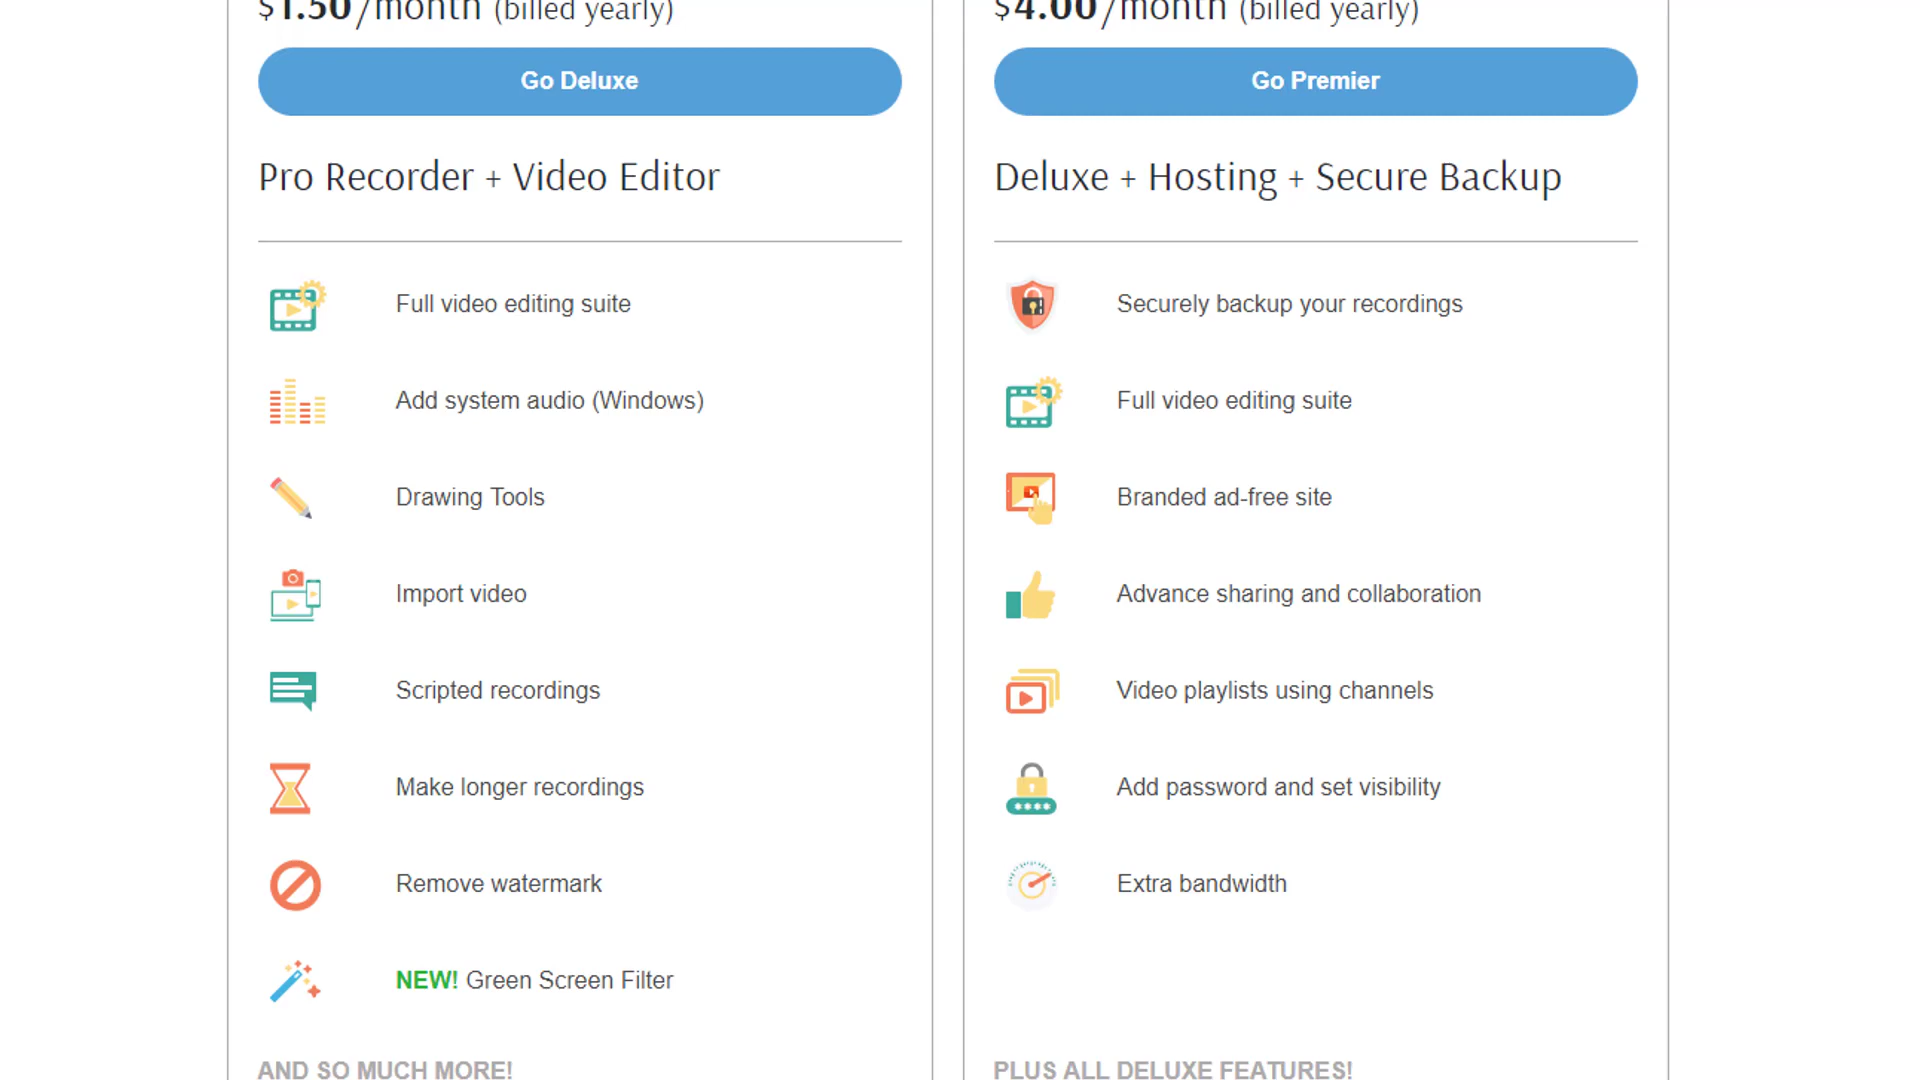 $1.50/month (billed yearly)
Go Deluxe
Pro Recorder + Video Editor
Full video editing suite
Add system audio (Windows)
Drawing Tools
Import video
Scripted recordings
Make longer recordings
Remove watermark
NEW! Green Screen Filter
AND SO MUCH MORE!
$4.00/month (billed yearly)
Go Premier
Deluxe + Hosting + Secure Backup
Securely backup your recordings
Full video editing suite
Branded ad-free site
Advance sharing and collaboration
Video playlists using channels
Add password and set visibility
Extra bandwidth
PLUS ALL DELUXE FEATURES!